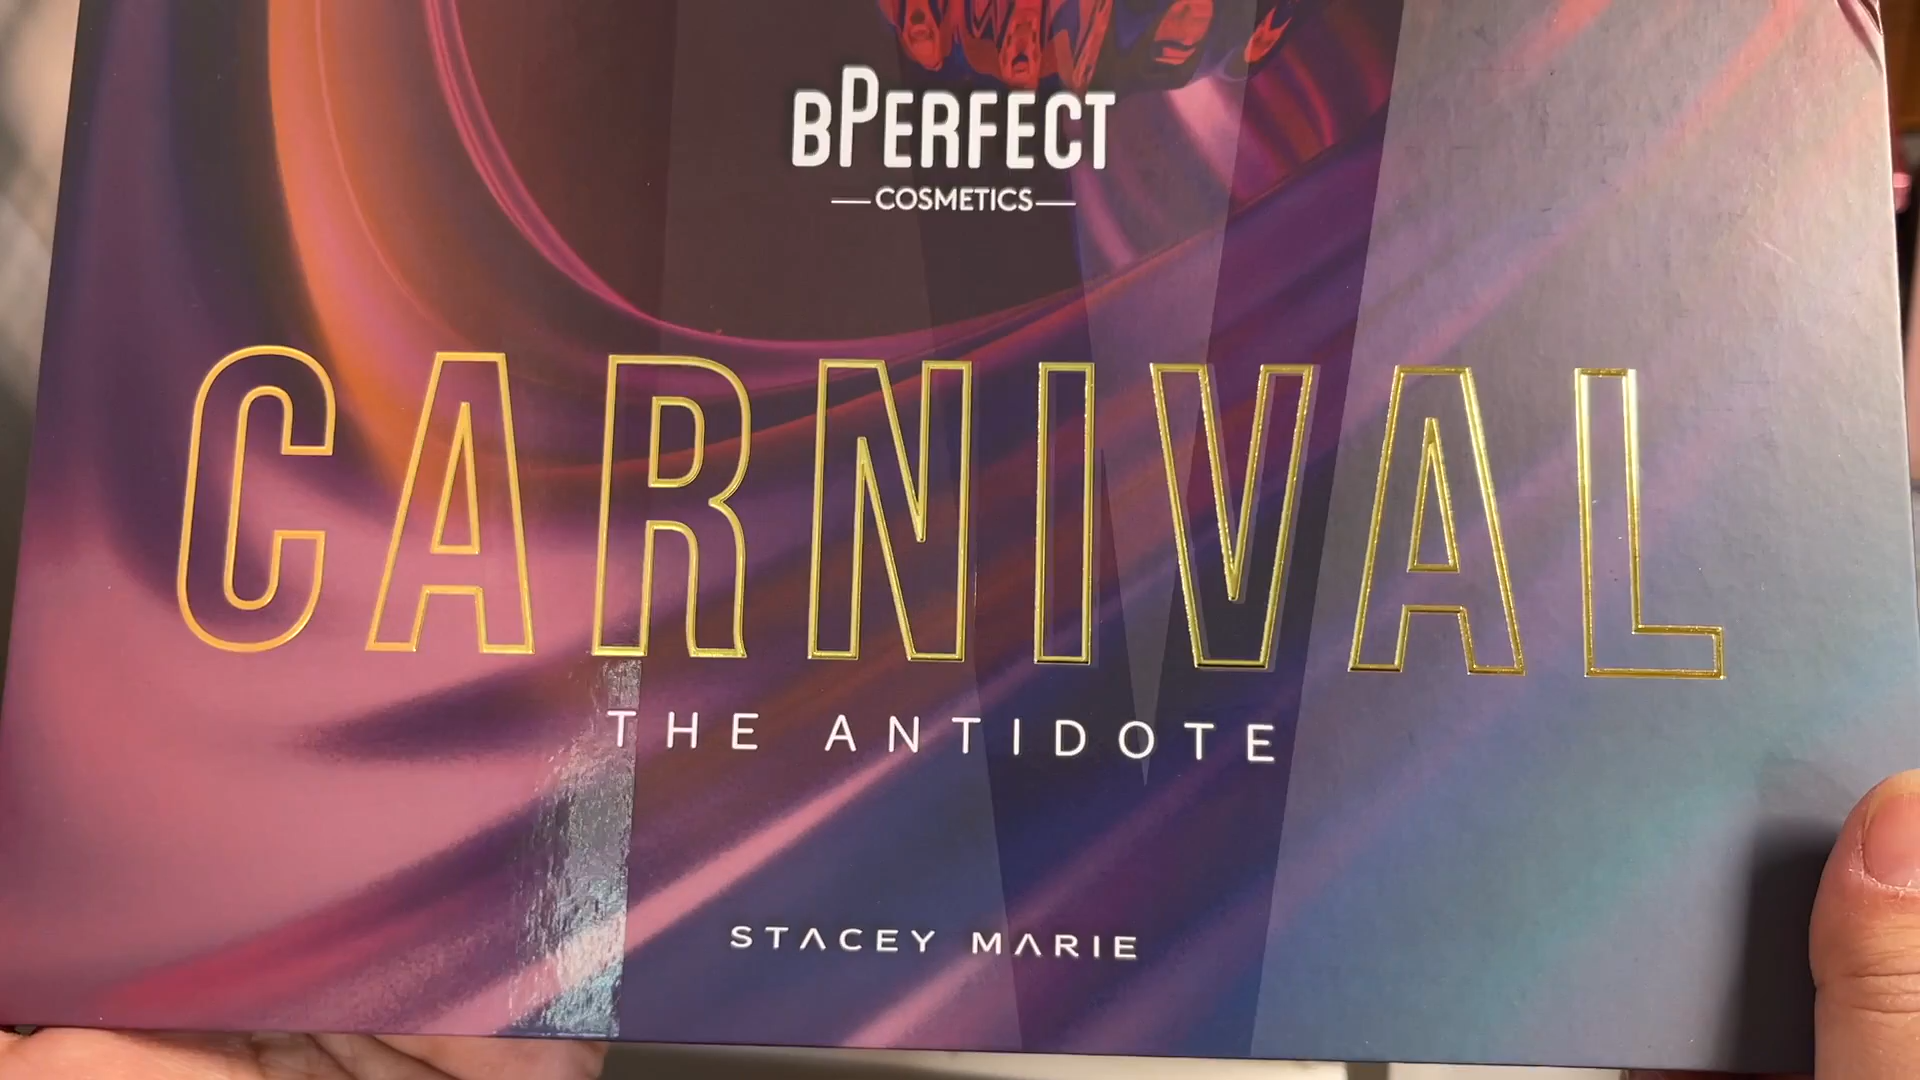 BPERFECT
COSMETICS
CARNIVAL
THE ANTIDOTE
STACEY MARIE